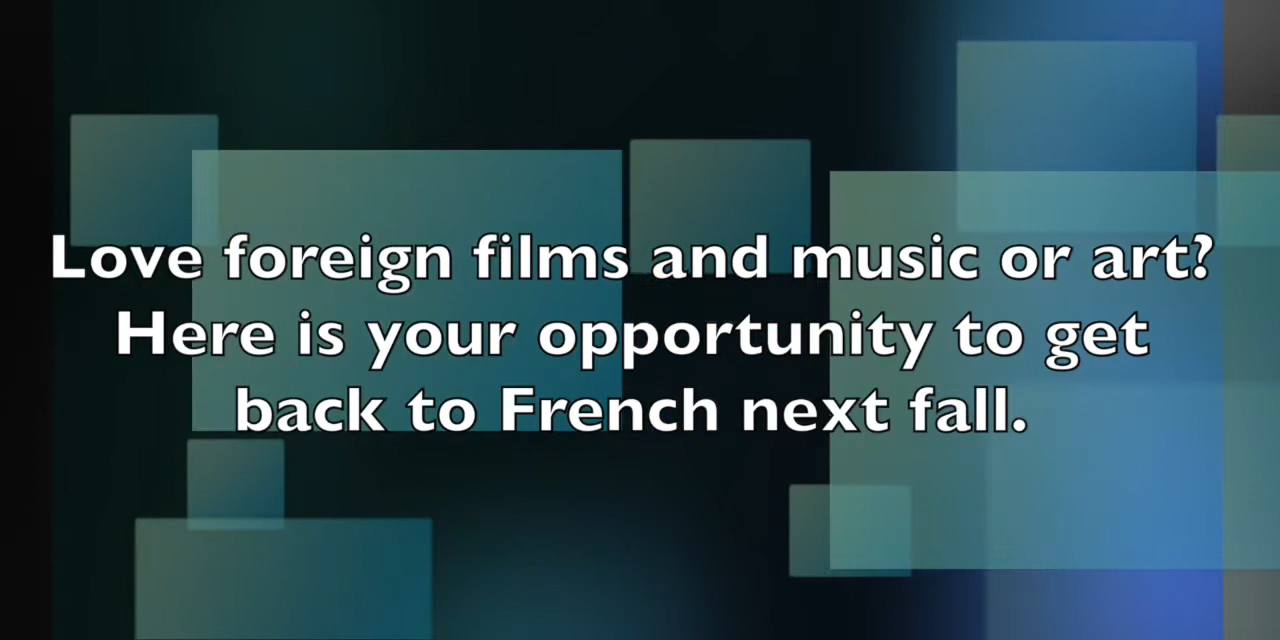 Love foreign films and music or art?
Here is your opportunity to get
back to French next fall.